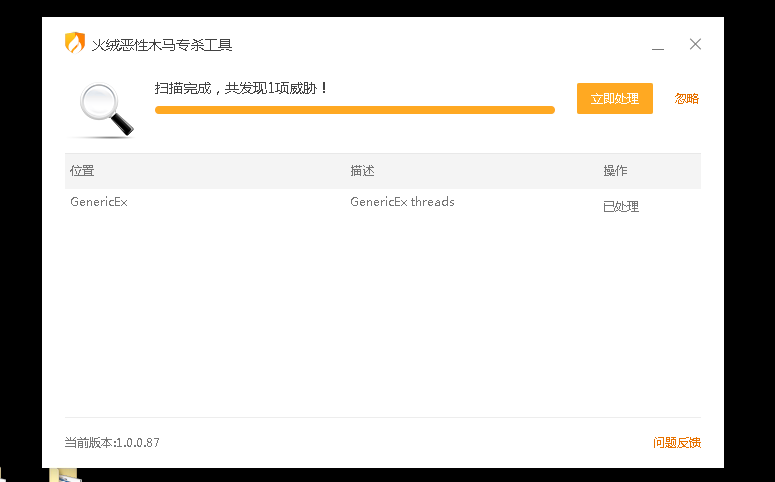 火绒恶性木马专杀工具
扫描完成，共发现1项威胁！
立即处理
忽略
位置 描述 操作
GenericEx GenericEx threads 已处理
当前版本:1.0.0.87
问题反馈